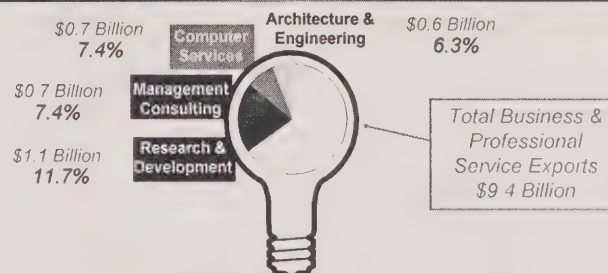 $0.7 Billion
7.4%
Computer
Services
Architecture &
Engineering
$0.6 Billion
6.3%
$0 7 Billion
7.4%
Management
Consulting
$1.1 Billion
11.7%
Research &
Development
Total Business &
Professional
Service Exports
$9 4 Billion